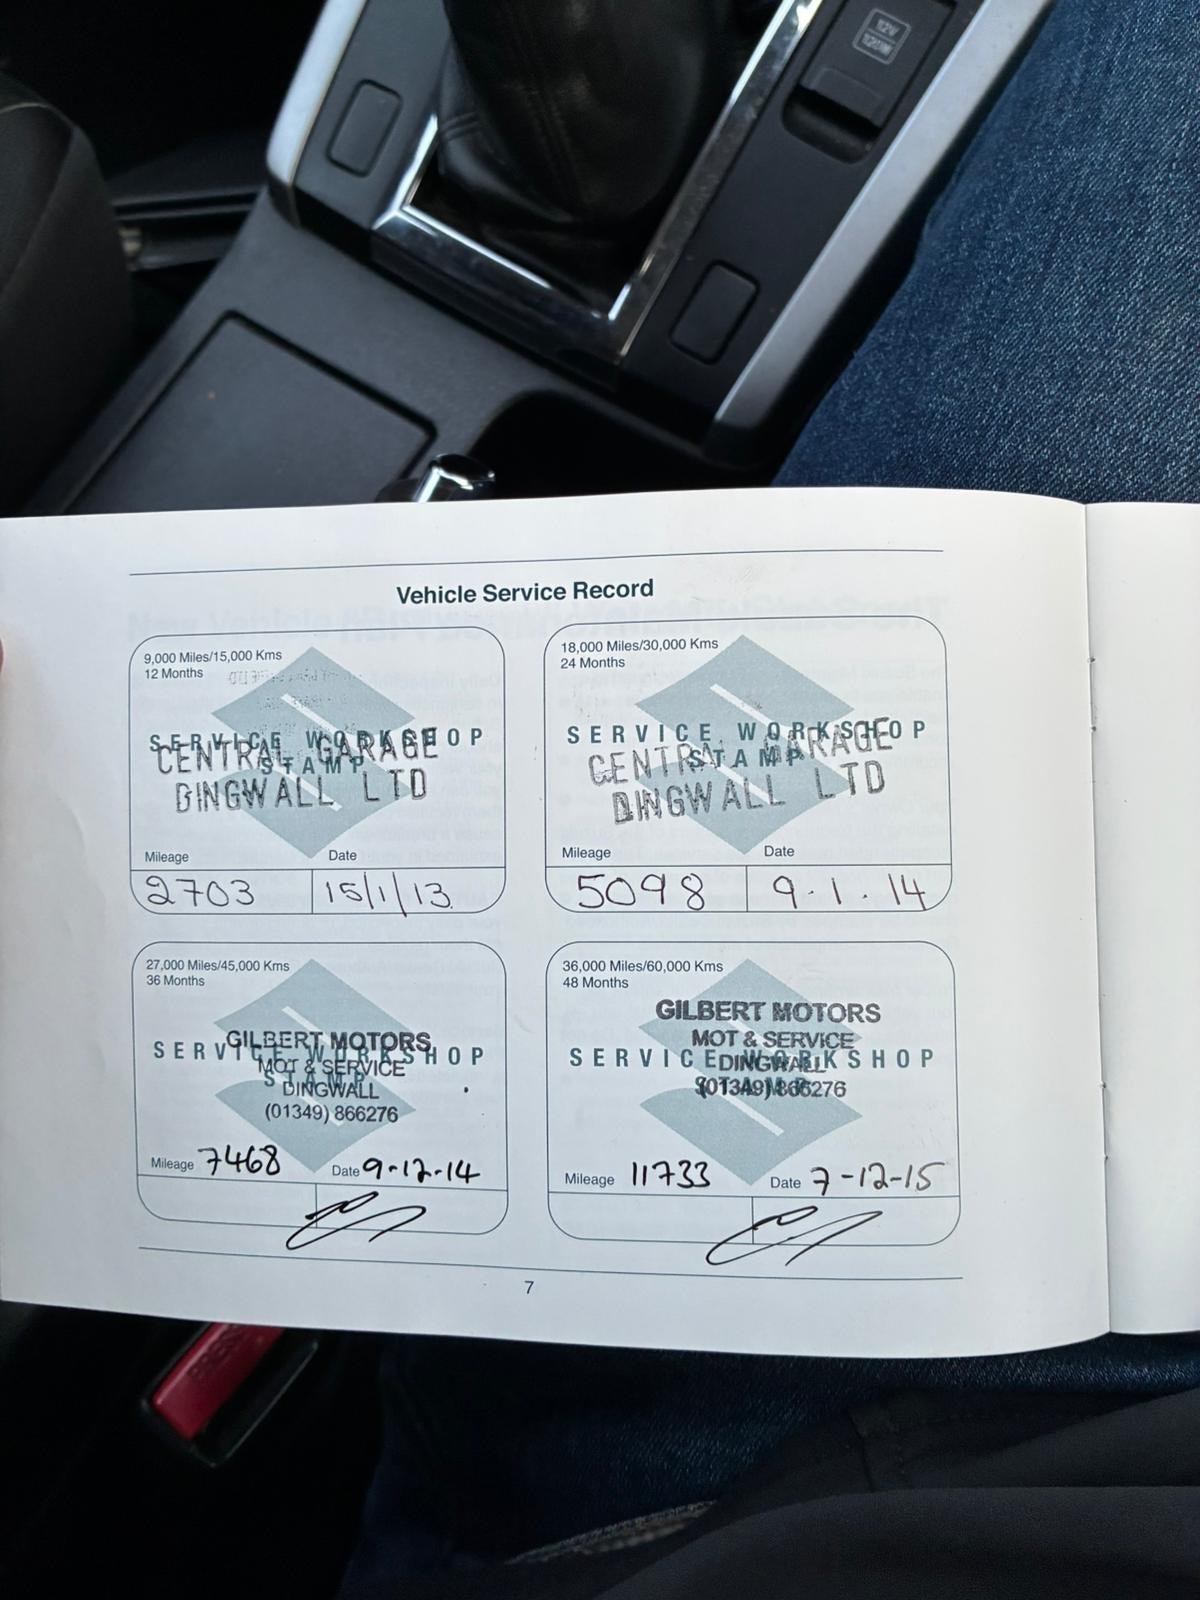 12V
120W
Vehicle Service Record
9,000 Miles/15,000 Kms
12 Months
SERVICE WORKSHOP
STAMP
CENTRAL GARAGE
DINGWALL LTD
Mileage Date
2703 15/1/13
18,000 Miles/30,000 Kms
24 Months
SERVICE WORKSHOP
STAMP
CENTRAL GARAGE
DINGWALL LTD
Mileage Date
5098 9.1.14
27,000 Miles/45,000 Kms
36 Months
GILBERT MOTORS
SERVICE WORKSHOP
MOT & SERVICE
STAMP
DINGWALL
(01349) 866276
Mileage 7468 Date 9-12-14
36,000 Miles/60,000 Kms
48 Months
GILBERT MOTORS
MOT & SERVICE
SERVICE WORKSHOP
DINGWALL
STAMP
(01349) 866276
Mileage 11733 Date 7-12-15
7
PRESS